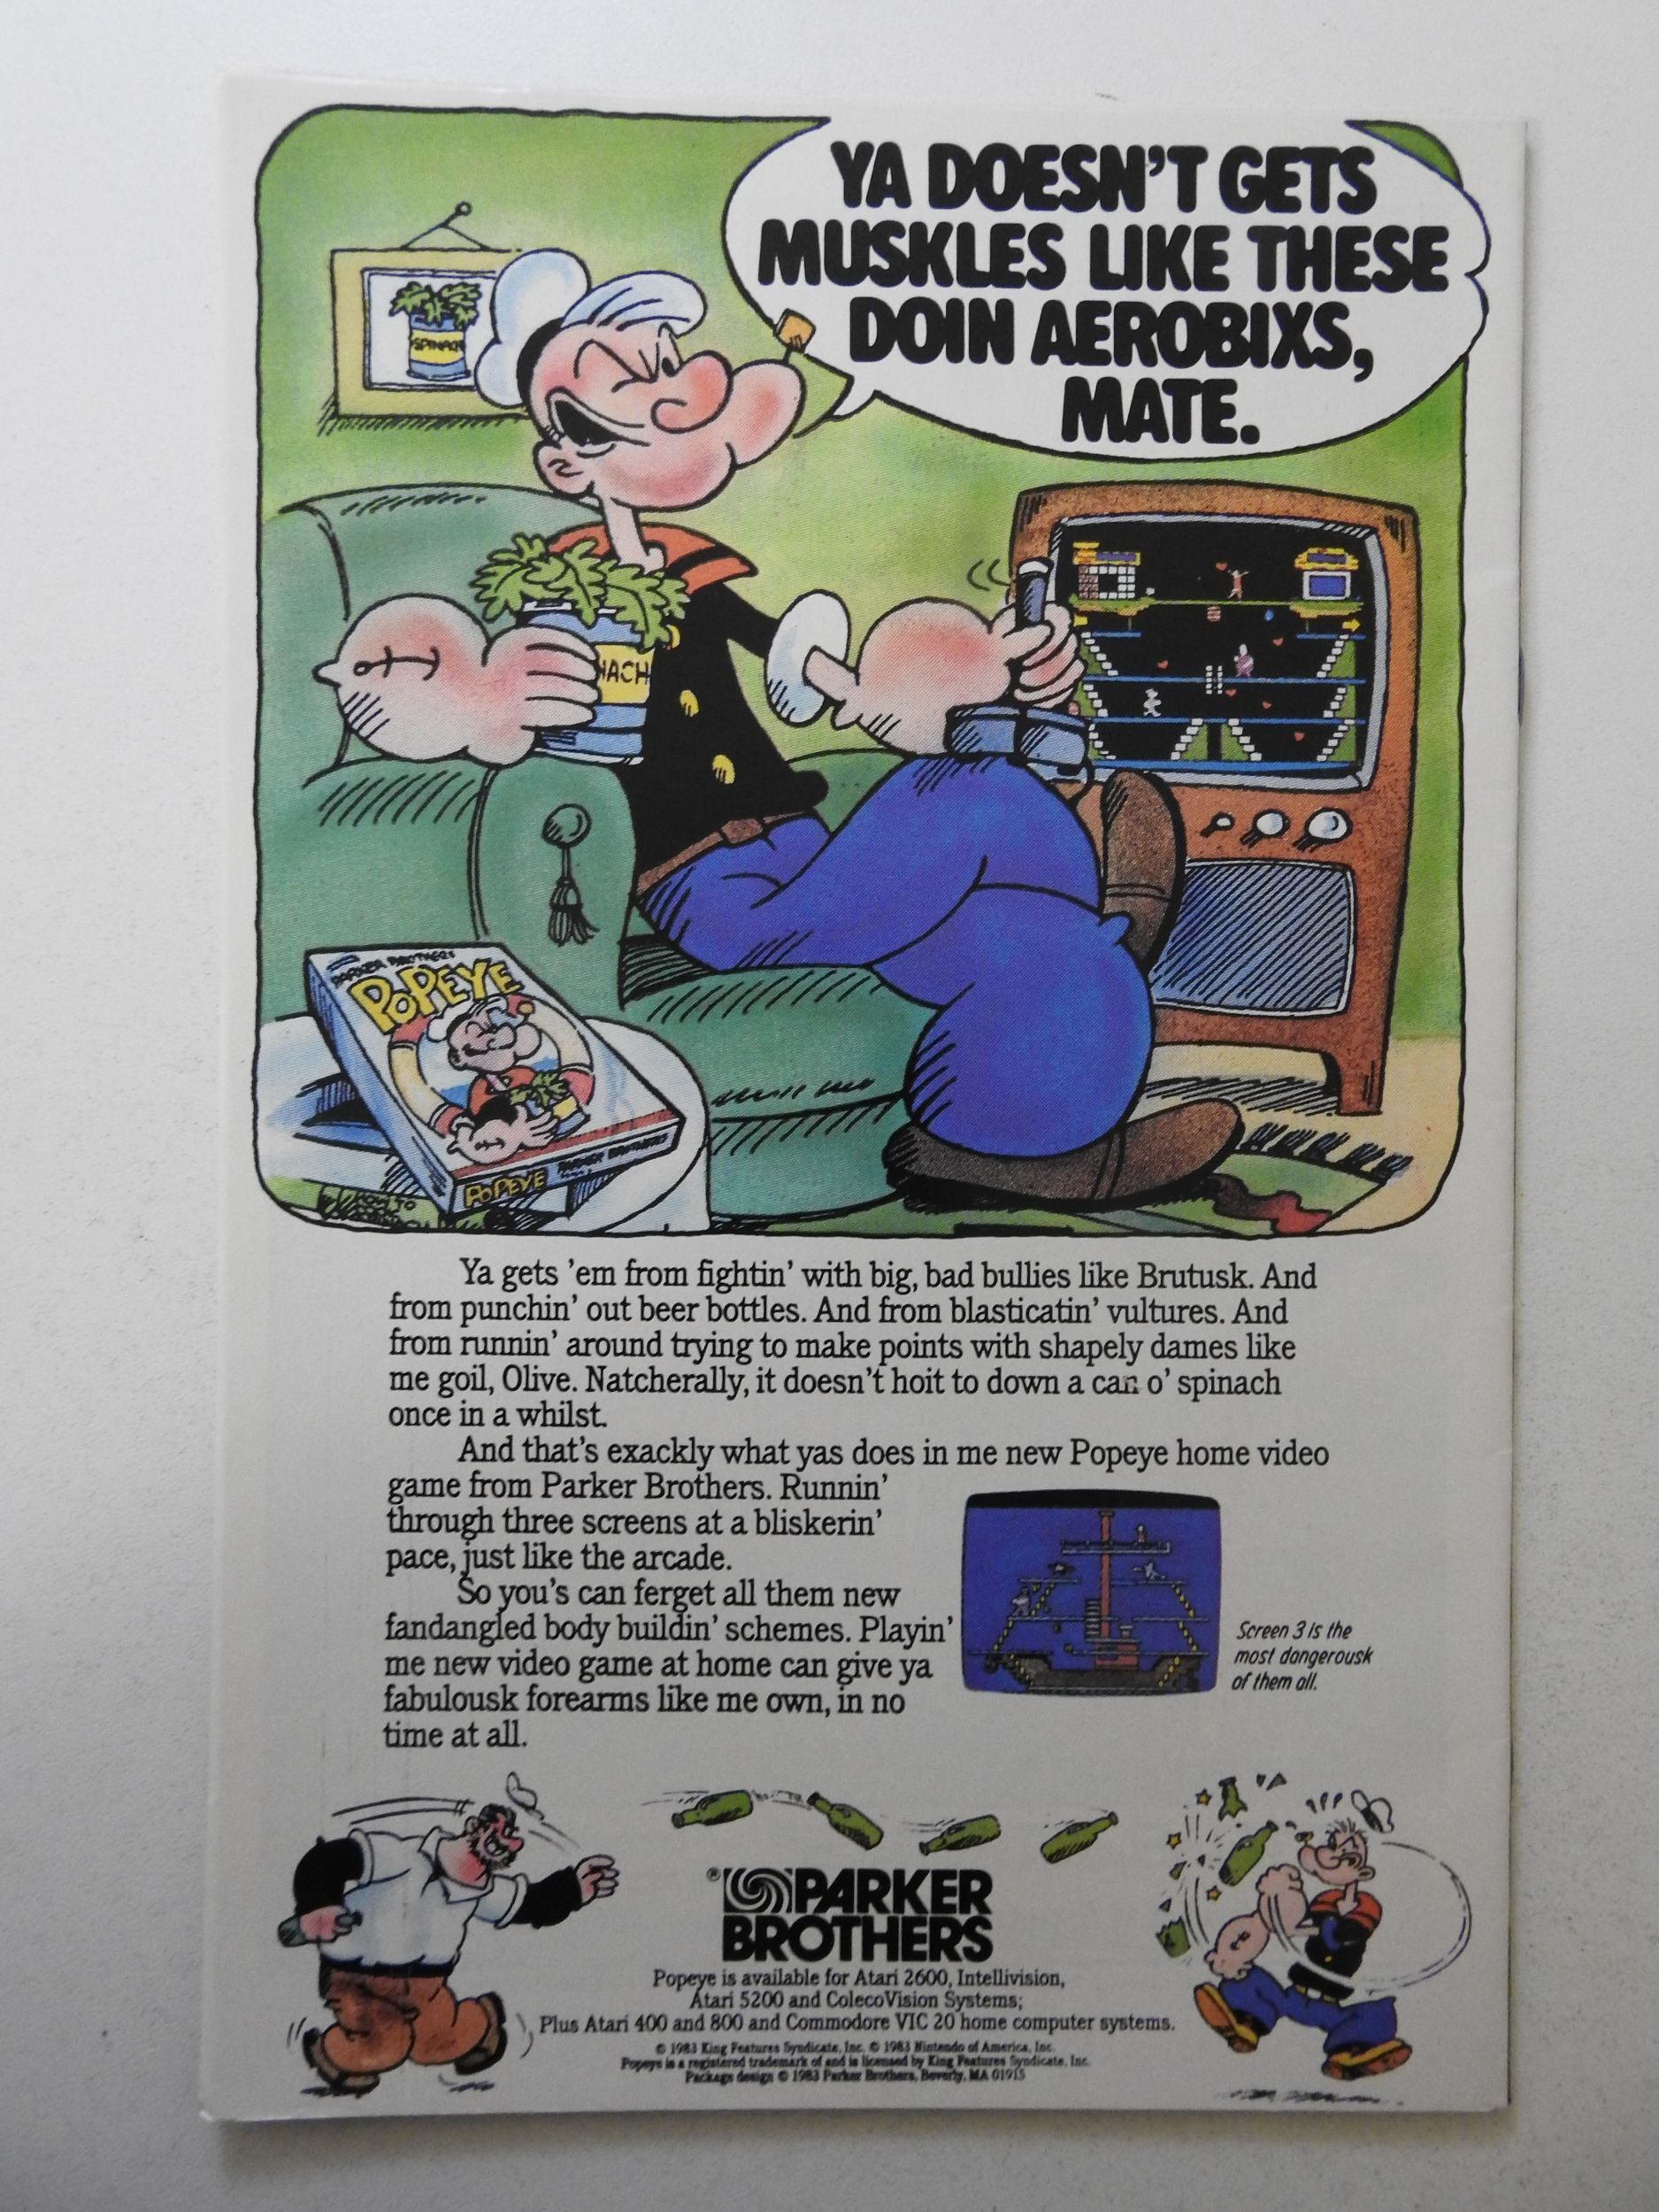 YA DOESN'T GETS
MUSKLES LIKE THESE
DOIN AEROBIXS,
MATE.
SPINACH
NACH
PARKER BROTHERS
POPEYE
POPEYE PARKER BROTHERS
HOW TO
Ya gets 'em from fightin' with big, bad bullies like Brutusk. And
from punchin' out beer bottles. And from blasticatin' vultures. And
from runnin' around trying to make points with shapely dames like
me goil, Olive. Natcherally, it doesn't hoit to down a can o' spinach
once in a whilst.
And that's exackly what yas does in me new Popeye home video
game from Parker Brothers. Runnin'
through three screens at a bliskerin'
pace, just like the arcade.
So you's can ferget all them new
fandangled body buildin' schemes. Playin'
me new video game at home can give ya
fabulousk forearms like me own, in no
time at all.
Screen 3 is the
most dangerousk
of them all.
® PARKER
BROTHERS
Popeye is available for Atari 2600, Intellivision,
Atari 5200 and ColecoVision Systems;
Plus Atari 400 and 800 and Commodore VIC 20 home computer systems.
© 1983 King Features Syndicate, Inc. © 1983 Nintendo of America, Inc.
Popeye is a registered trademark of and is licensed by King Features Syndicate, Inc.
Package design © 1983 Parker Brothers, Beverly, MA 01915